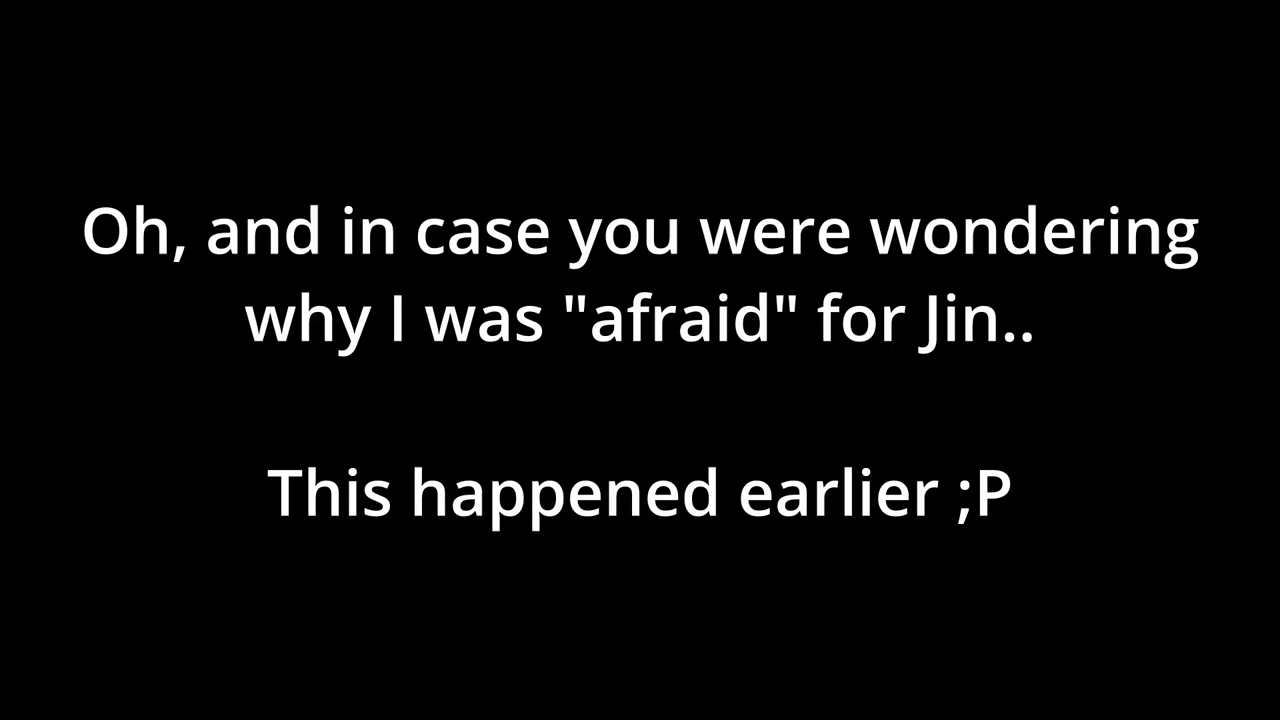 Oh, and in case you were wondering
why I was "afraid" for Jin..
This happened earlier ;P